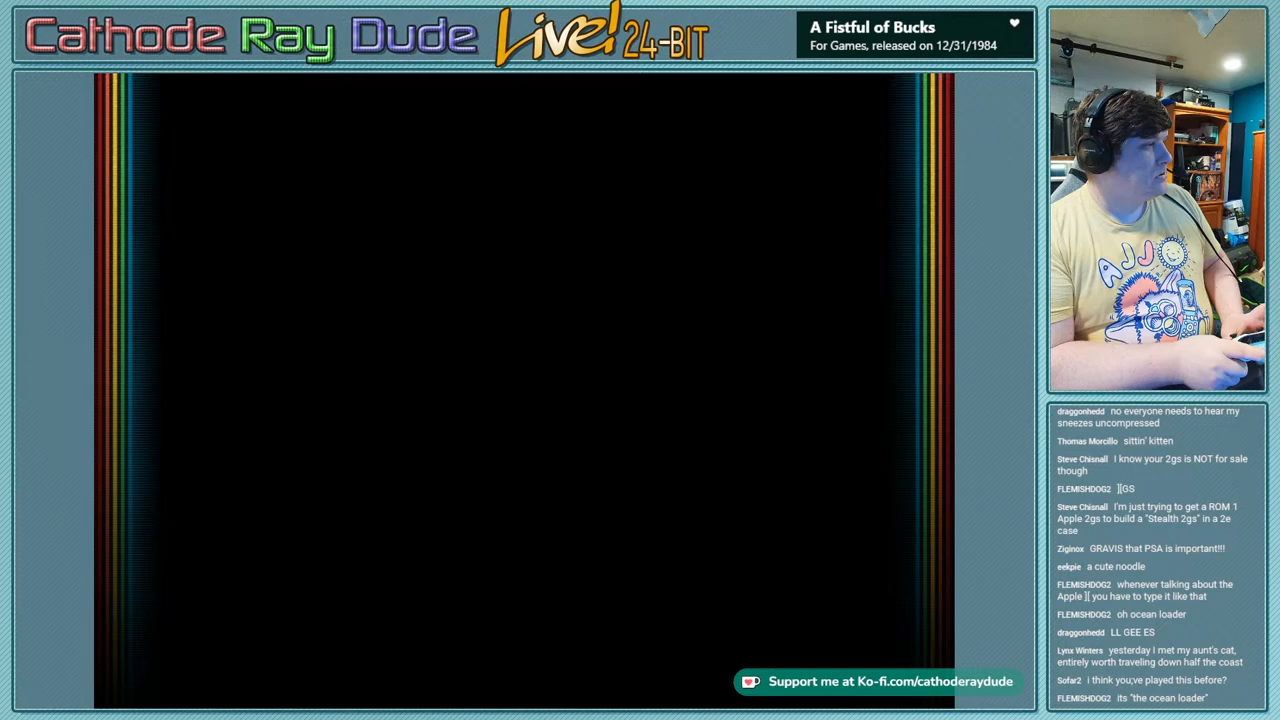 Cathode Ray Dude Live! 24-BIT
A Fistful of Bucks
For Games, released on 12/31/1984
AJJ
draggonhedd no everyone needs to hear my
sneezes uncompressed
Thomas Morcillo sittin' kitten
Steve Chisnall I know your 2gs is NOT for sale
though
FLEMISHDOG2 ][GS
Steve Chisnall I'm just trying to get a ROM 1
Apple 2gs to build a "Stealth 2gs" in a 2e
case
Ziginox GRAVIS that PSA is important!!!
eekpie a cute noodle
FLEMISHDOG2 whenever talking about the
Apple ][ you have to type it like that
FLEMISHDOG2 oh ocean loader
draggonhedd LL GEE ES
Lynx Winters yesterday I met my aunt's cat,
entirely worth traveling down half the coast
Sofar2 i think you;ve played this before?
FLEMISHDOG2 its "the ocean loader"
Support me at Ko-fi.com/cathoderaydude